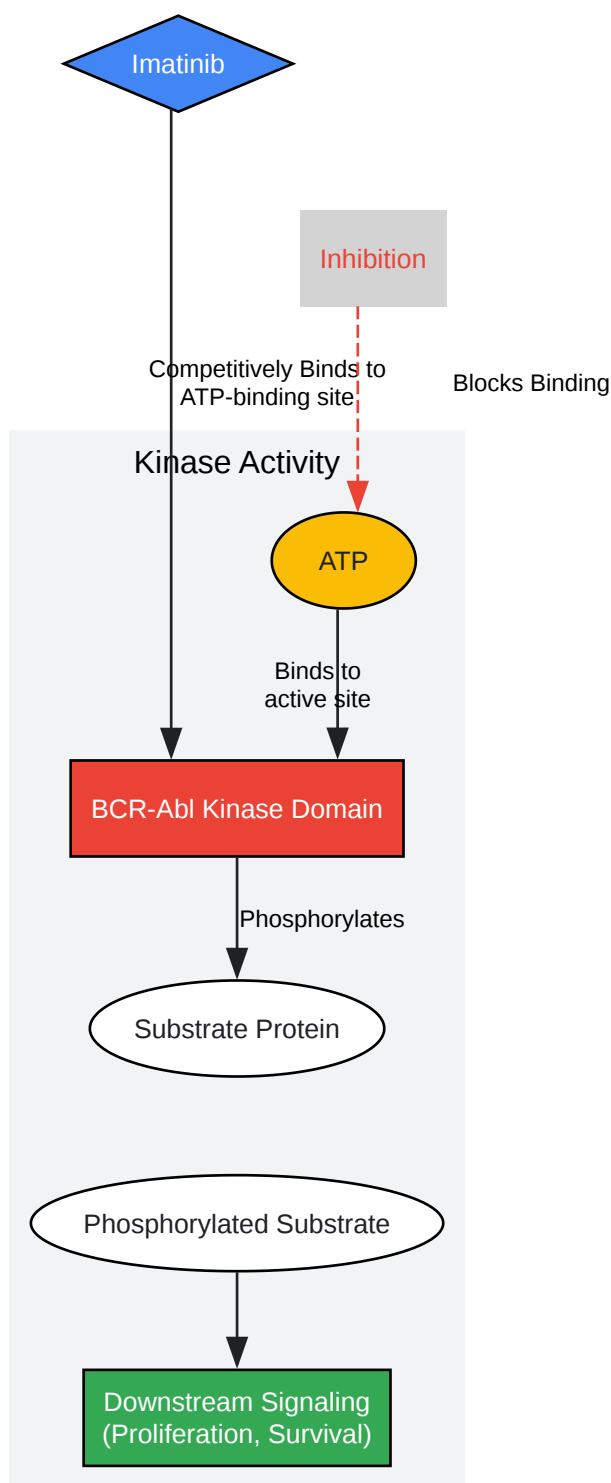 Imatinib
Inhibition
Competitively Binds to
ATP-binding site
Blocks Binding
Kinase Activity
ATP
Binds to
active site
BCR-Abl Kinase Domain
Phosphorylates
Substrate Protein
Phosphorylated Substrate
Downstream Signaling
(Proliferation, Survival)